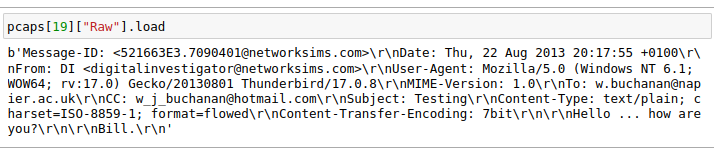 pcaps[19]["Raw"].load
b'Message-ID: <521663E3.7090401@networksims.com>\r\nDate: Thu, 22 Aug 2013 20:17:55 +0100\r\
nFrom: DI <digitalinvestigator@networksims.com>\r\nUser-Agent: Mozilla/5.0 (Windows NT 6.1;
WOW64; rv:17.0) Gecko/20130801 Thunderbird/17.0.8\r\nMIME-Version: 1.0\r\nTo: w.buchanan@nap
ier.ac.uk\r\nCC: w_j_buchanan@hotmail.com\r\nSubject: Testing\r\nContent-Type: text/plain; c
harset=ISO-8859-1; format=flowed\r\nContent-Transfer-Encoding: 7bit\r\n\r\nHello ... how are
you?\r\n\r\nBill.\r\n'